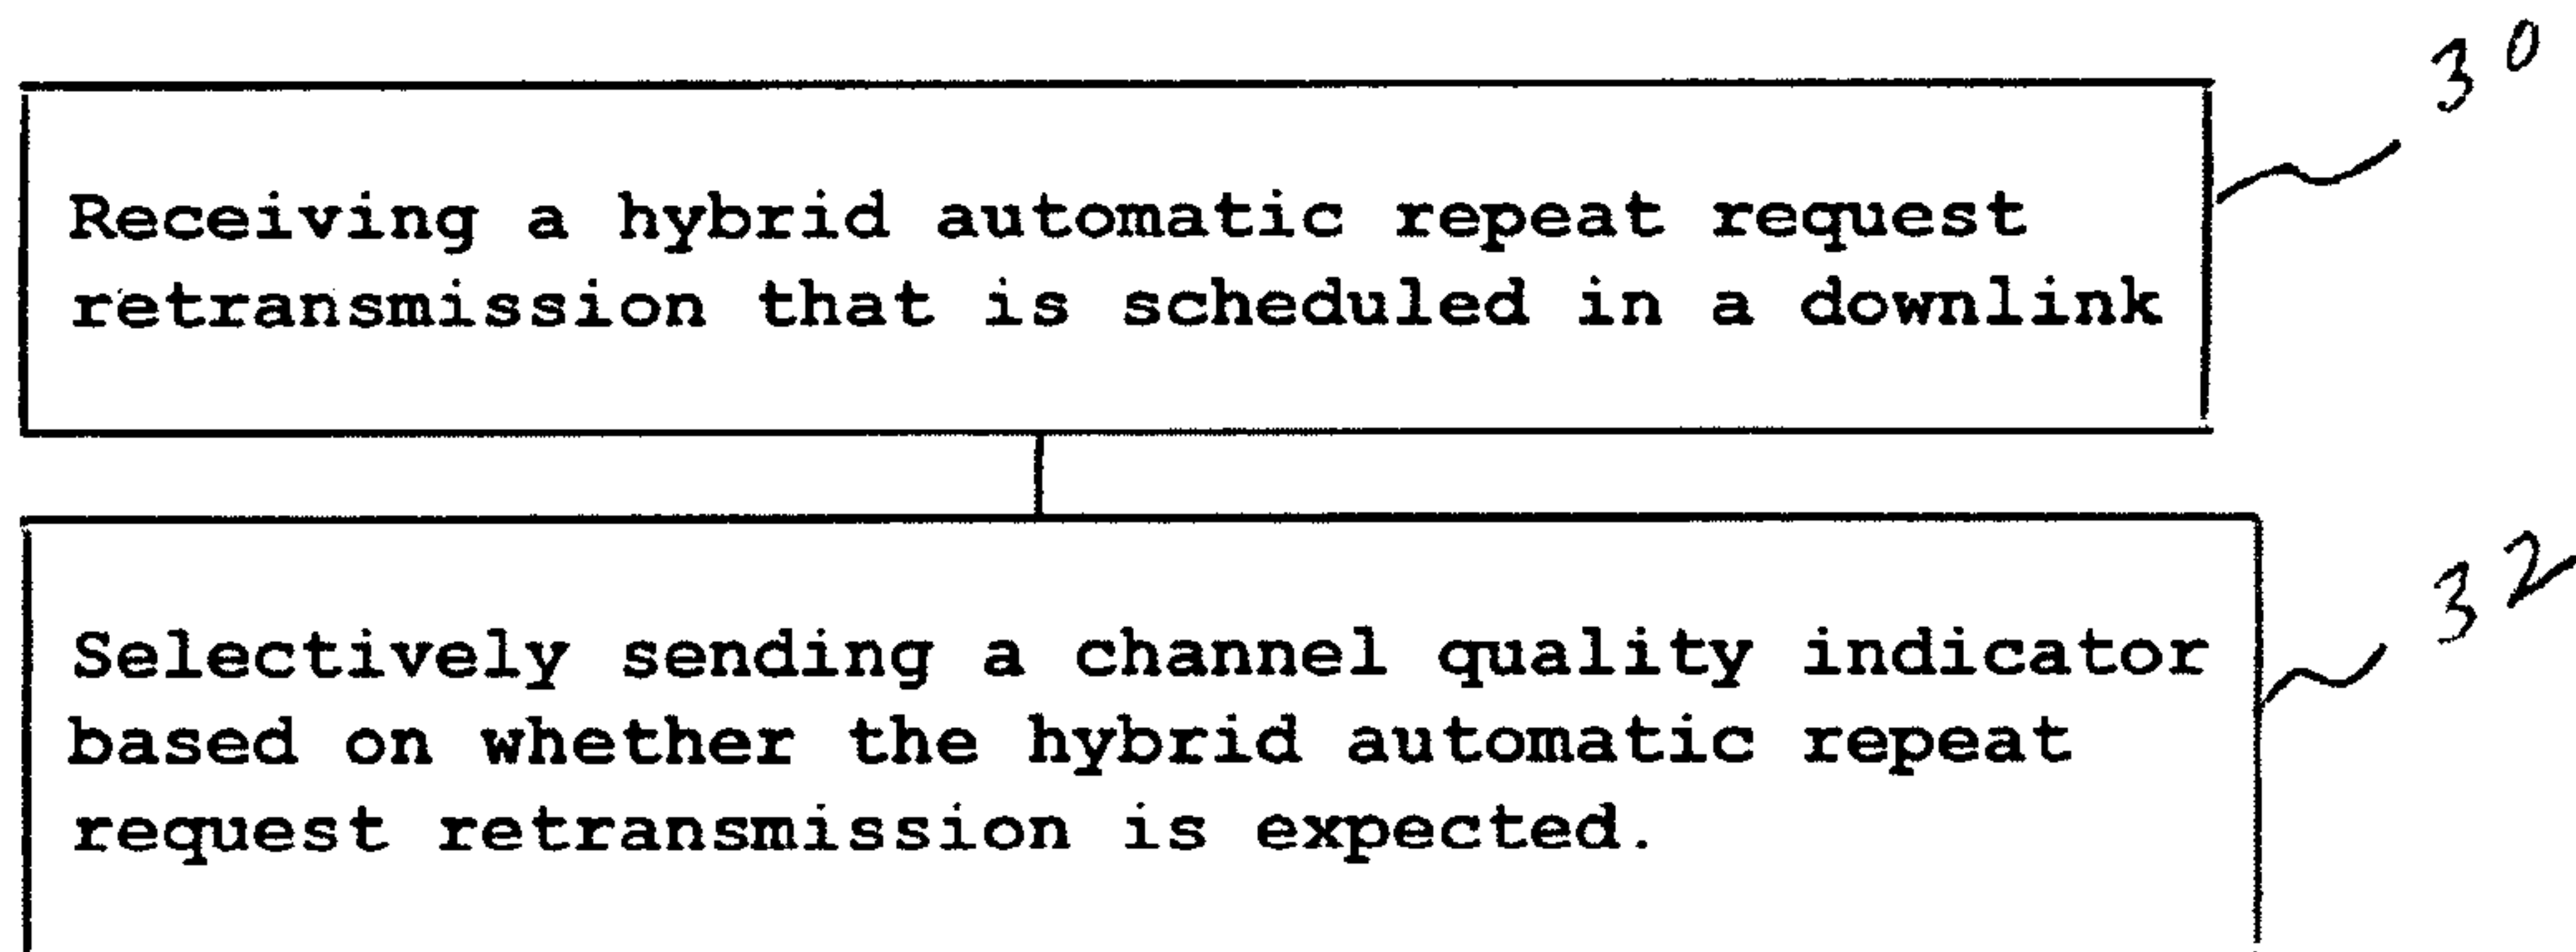 30
Receiving a hybrid automatic repeat request
retransmission that is scheduled in a downlink
32
Selectively sending a channel quality indicator
based on whether the hybrid automatic repeat
request retransmission is expected.